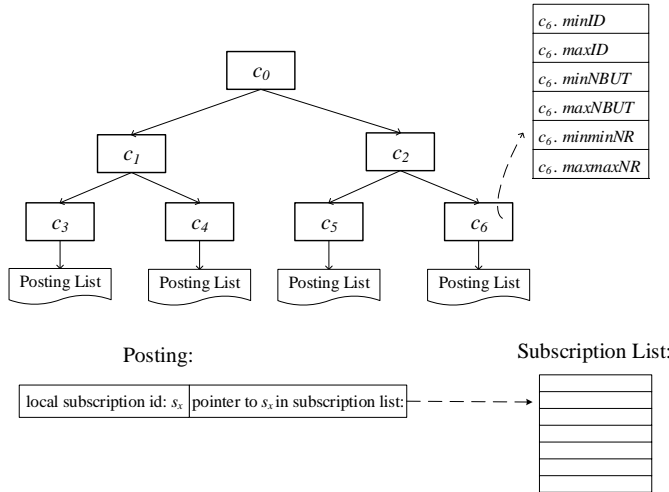 c6. minID
c6. maxID
c6. minNBUT
c6. maxNBUT
c6. minminNR
c6. maxmaxNR
c0
c1
c2
c3
c4
c5
c6
Posting List
Posting List
Posting List
Posting List
Posting:
Subscription List:
local subscription id: sx
pointer to sx in subscription list: